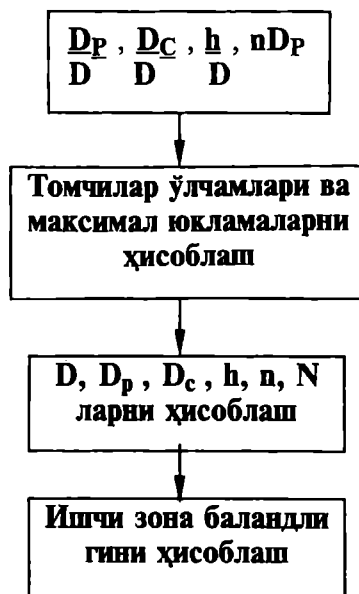 D_P , D_C , h , nD_P
D D D
Томчилар ўлчамлари ва
максимал юкламаларни
ҳисоблаш
D, D_p , D_c , h, n, N
ларни ҳисоблаш
Ишчи зона баландли
гини ҳисоблаш